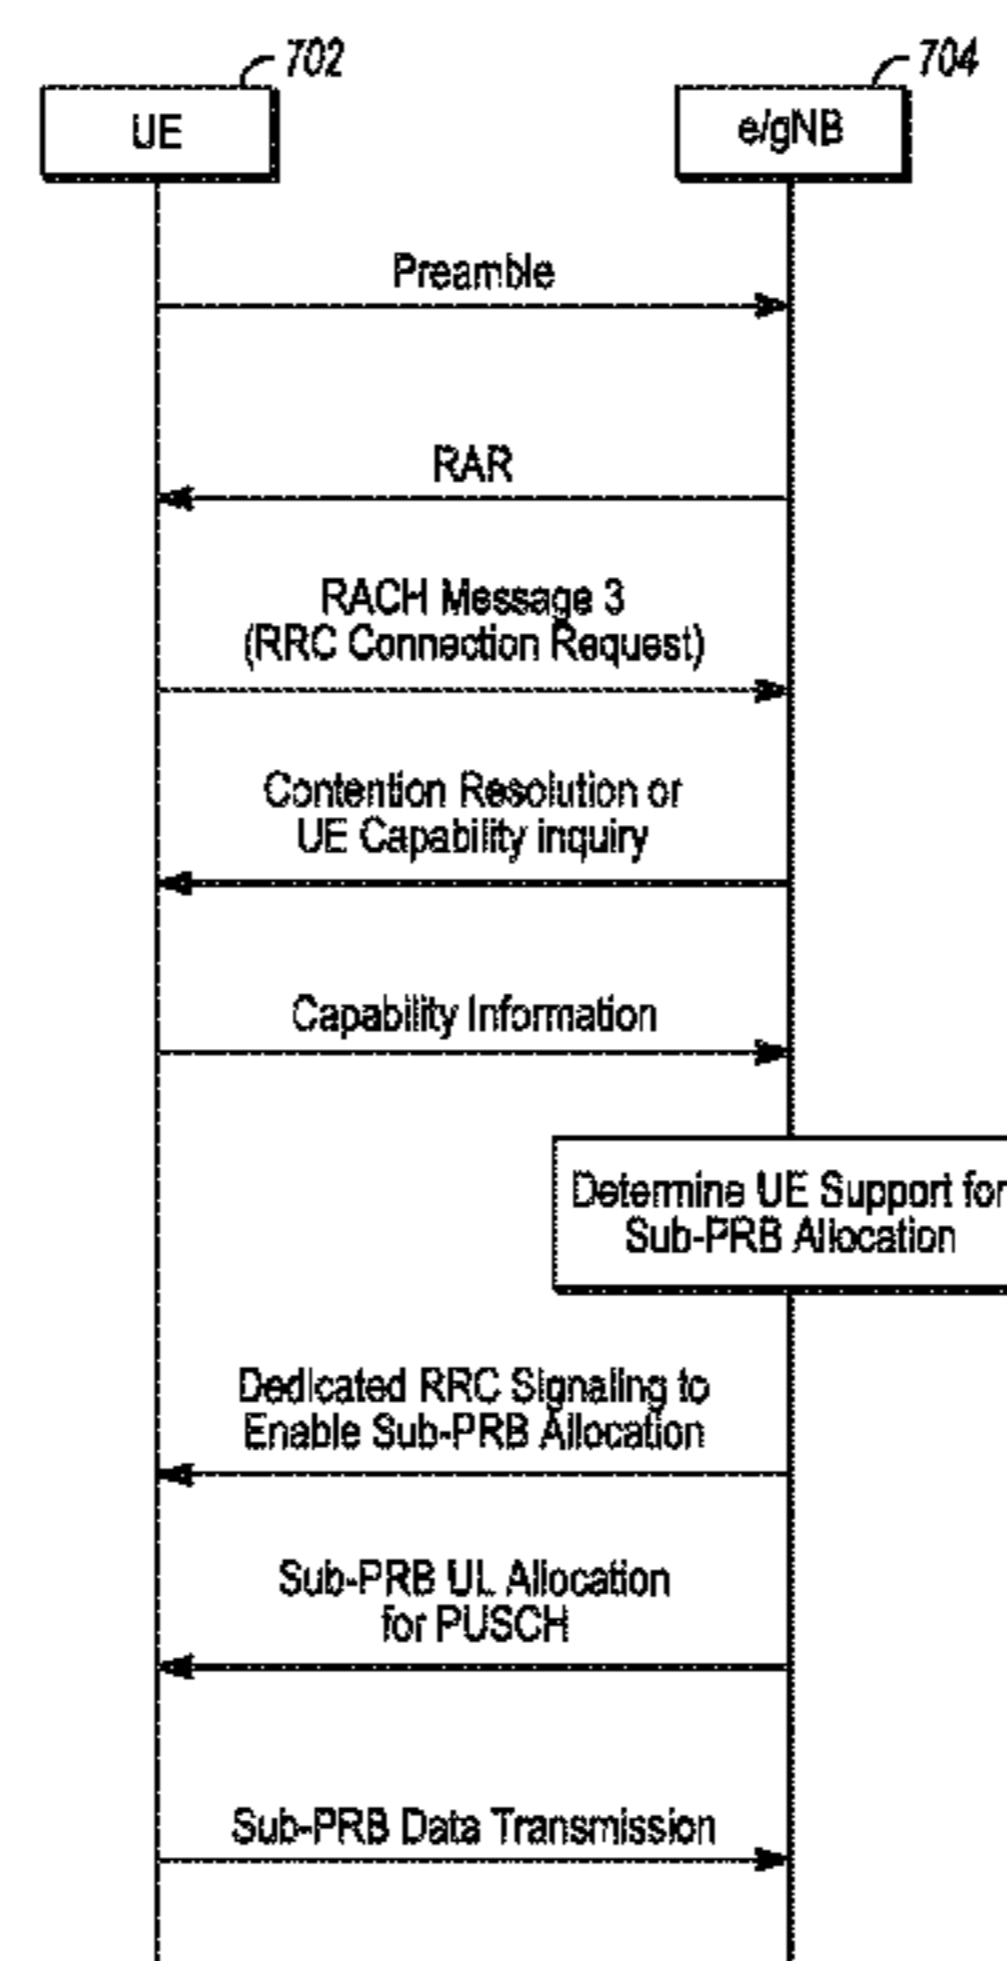 702
704
UE
e/gNB
Preamble
RAR
RACH Message 3
(RRC Connection Request)
Contention Resolution or
UE Capability inquiry
Capability Information
Determine UE Support for
Sub-PRB Allocation
Dedicated RRC Signaling to
Enable Sub-PRB Allocation
Sub-PRB UL Allocation
for PUSCH
Sub-PRB Data Transmission